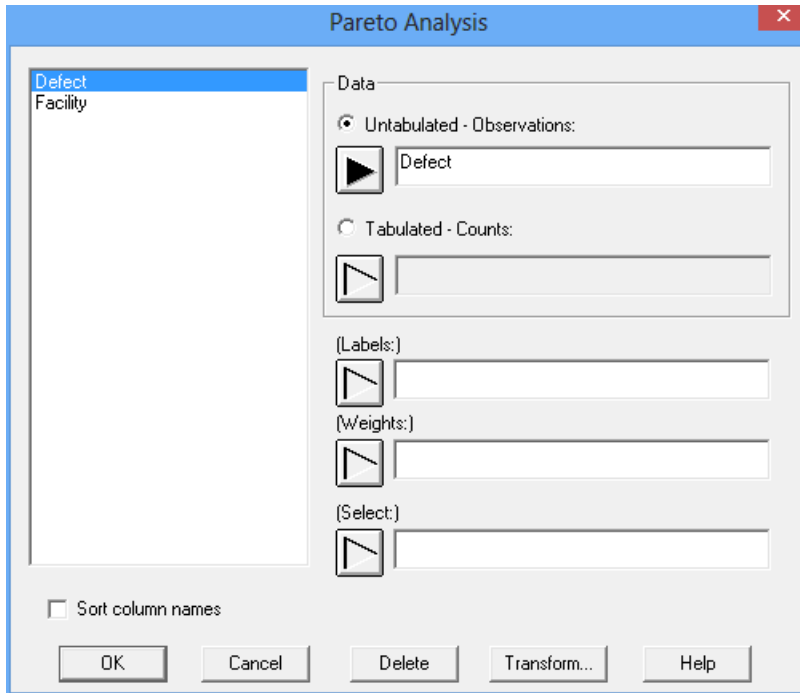 Pareto Analysis
Defect
Facility
Data
Untabulated - Observations:
Defect
Tabulated - Counts:
(Labels:)
(Weights:)
(Select:)
Sort column names
OK
Cancel
Delete
Transform...
Help